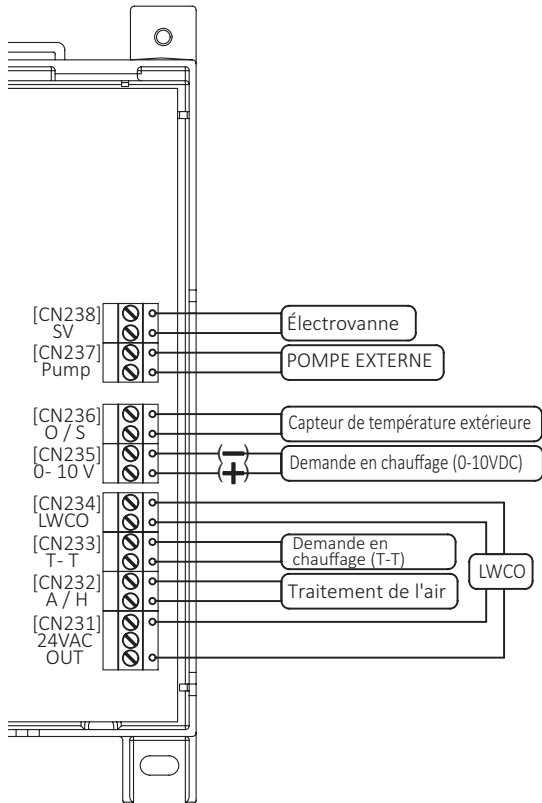 [CN238]
SV
Électrovanne
[CN237]
Pump
POMPE EXTERNE
[CN236]
O / S
Capteur de température extérieure
[CN235]
0- 10 V
(−)
(+)
Demande en chauffage (0-10VDC)
[CN234]
LWCO
[CN233]
T- T
Demande en
chauffage (T-T)
LWCO
[CN232]
A / H
Traitement de l'air
[CN231]
24VAC
OUT